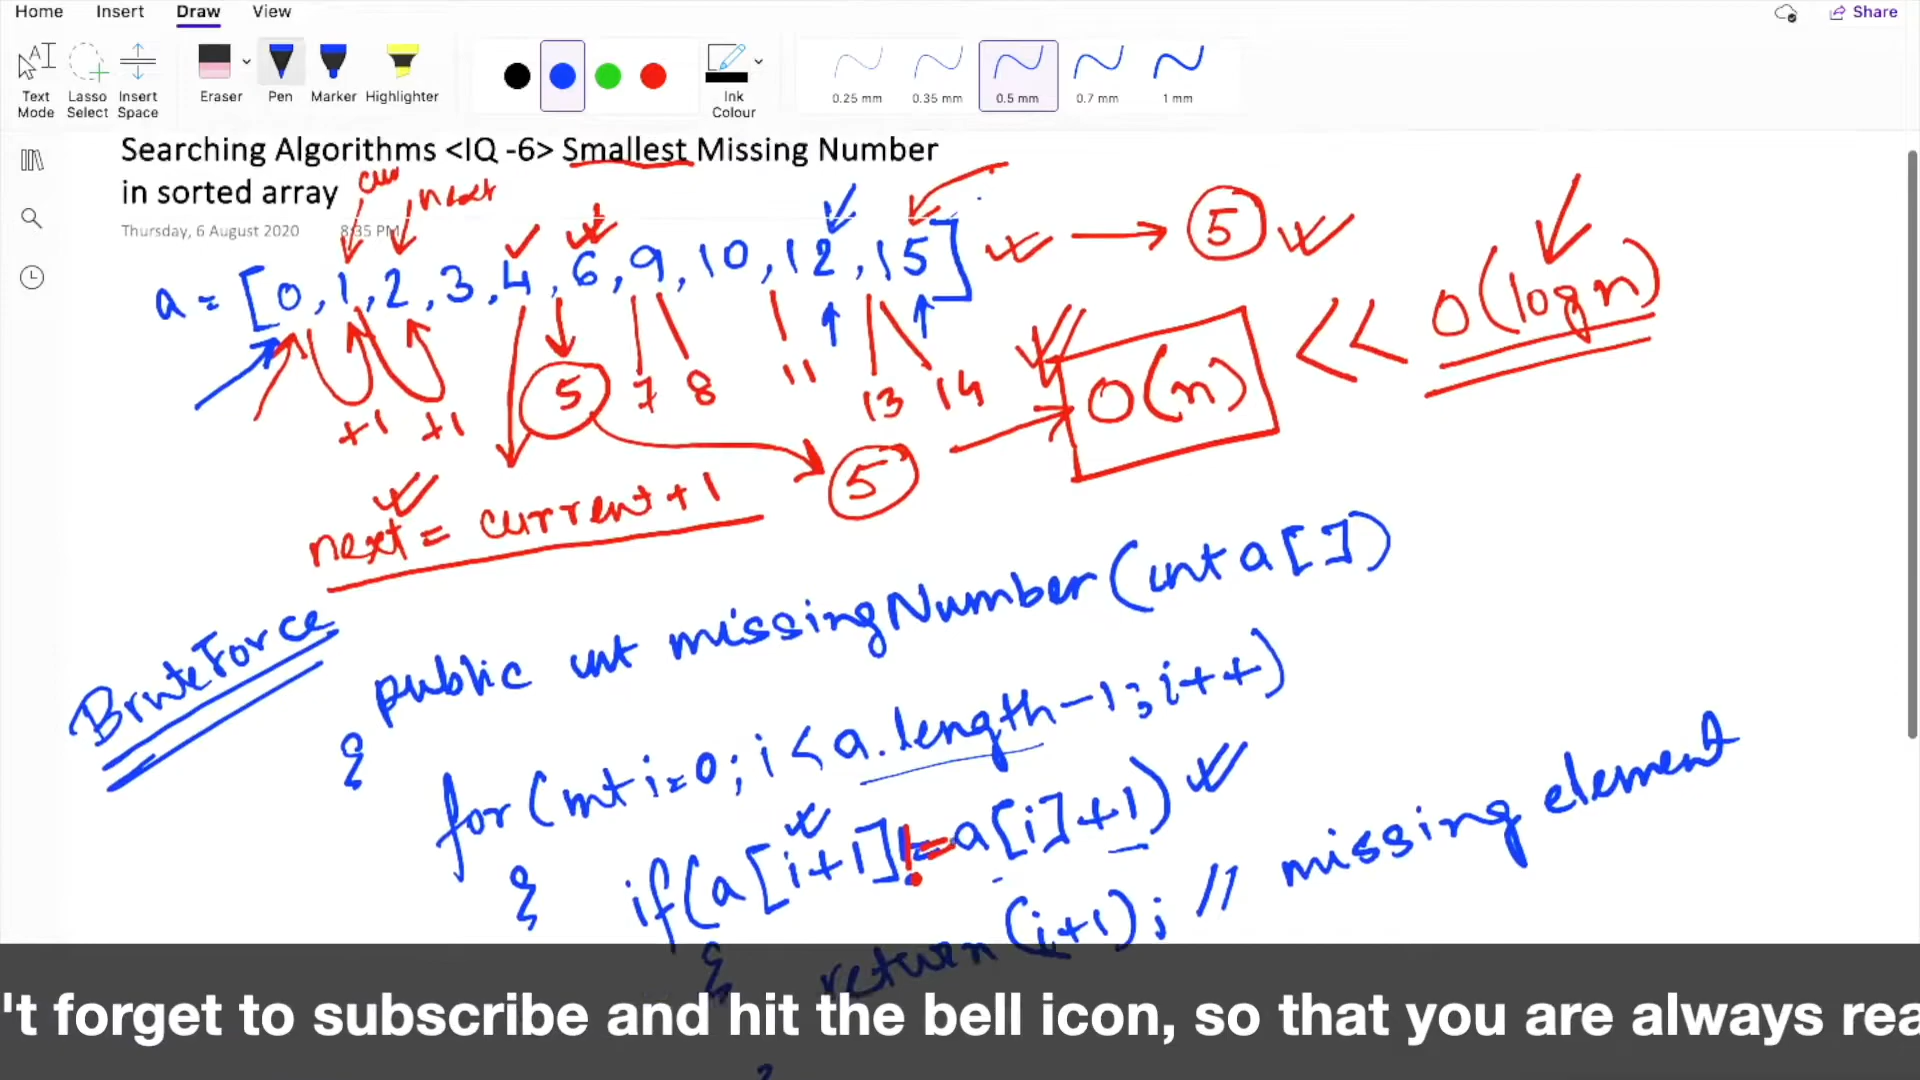 Home Insert Draw View
Share
Text Mode
Lasso Select
Insert Space
Eraser
Pen
Marker
Highlighter
Ink Colour
0.25 mm
0.35 mm
0.5 mm
0.7 mm
1 mm
Searching Algorithms <IQ -6> Smallest Missing Number
in sorted array
Thursday, 6 August 2020 8:35 PM
next
a = [0, 1, 2, 3, 4, 6, 9, 10, 12, 15] → 5
+1 +1
5 7 8 11 13 14
O(n) << O(log n)
5
next = current + 1
BruteForce
public int missingNumber (int a[])
{
for (int i=0; i < a.length-1; i++)
{
if (a[i+1] != a[i]+1)
{
return (i+1); // missing element
't forget to subscribe and hit the bell icon, so that you are always rea